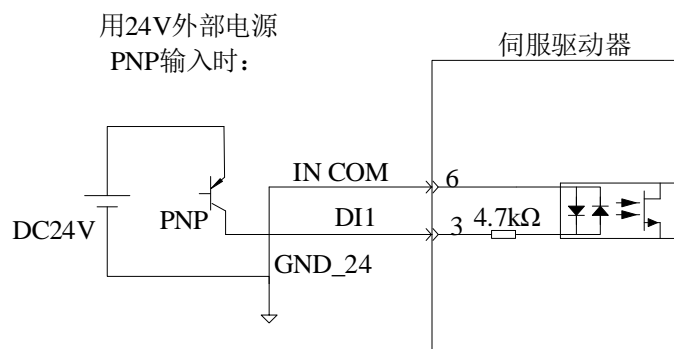 用24V外部电源
PNP输入时：
伺服驱动器
IN COM
6
DC24V
PNP
DI1
3
4.7kΩ
GND_24